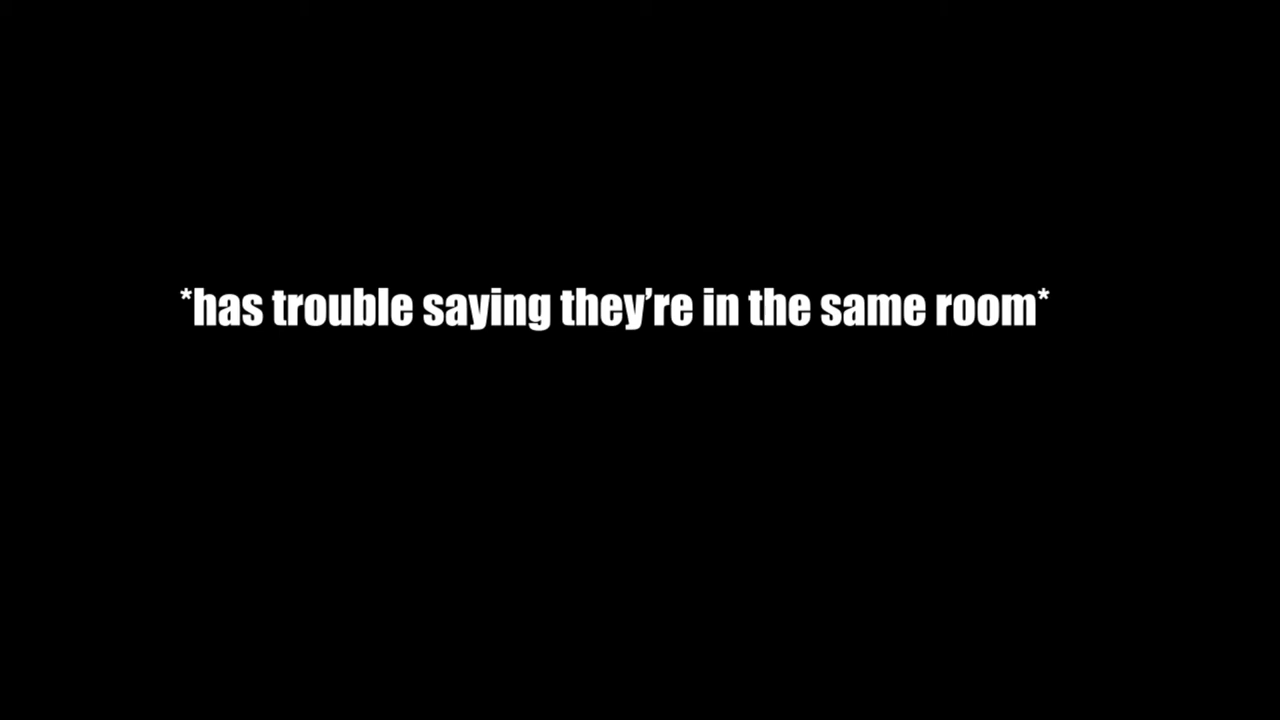 *has trouble saying they’re in the same room*